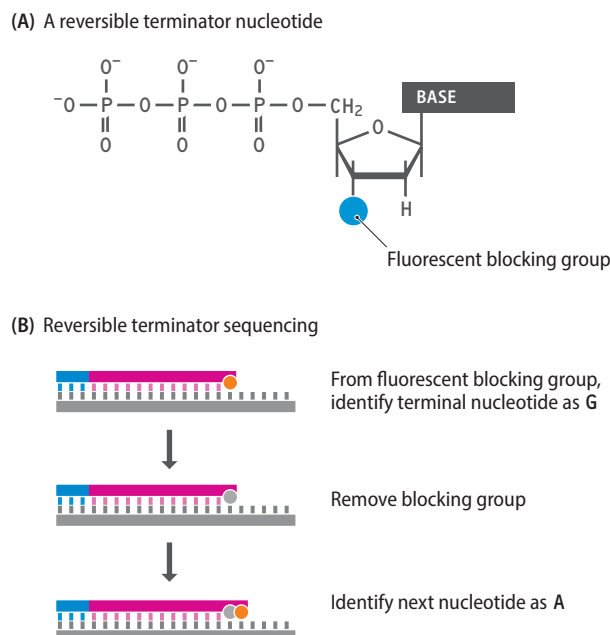 (A) A reversible terminator nucleotide
O⁻ O⁻ O⁻
⁻O–P–O–P–O–P–O–CH₂ BASE
O O O O
H
Fluorescent blocking group
(B) Reversible terminator sequencing
From fluorescent blocking group,
identify terminal nucleotide as G
Remove blocking group
Identify next nucleotide as A